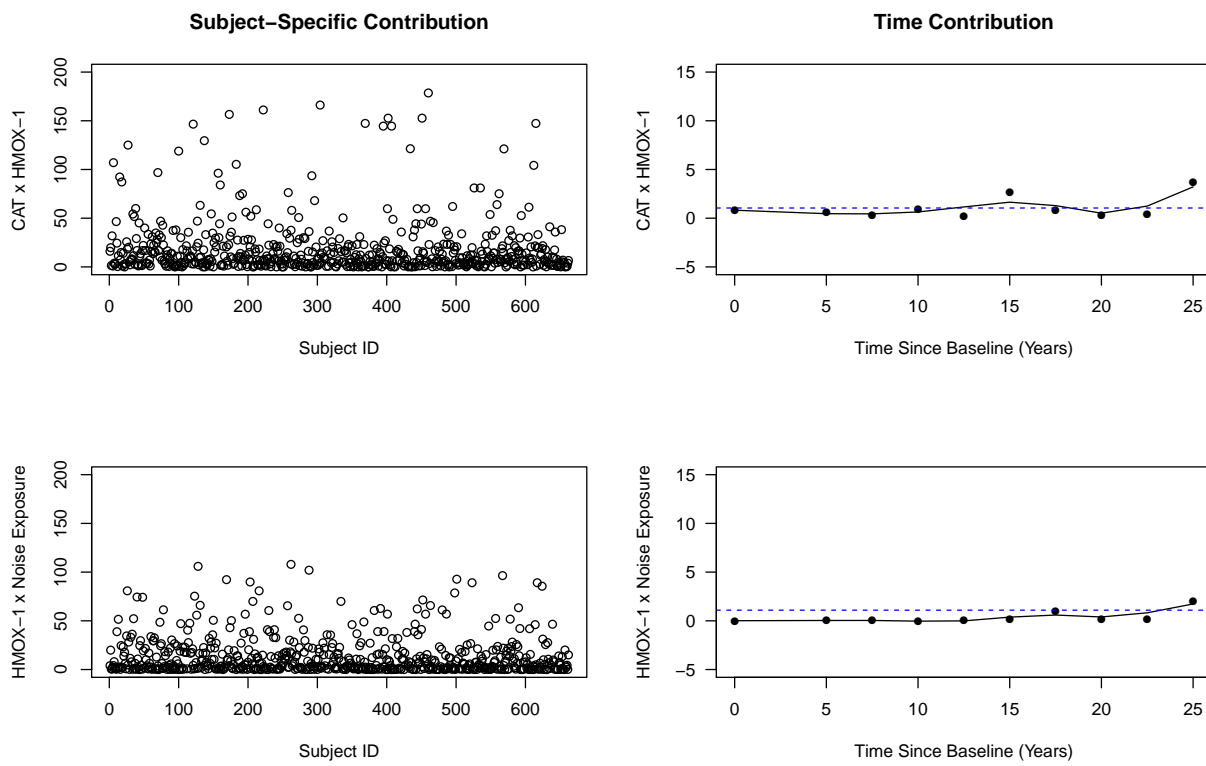 Subject−Specific Contribution
Time Contribution
CAT x HMOX−1
0 50 100 150 200
0 100 200 300 400 500 600
Subject ID
CAT x HMOX−1
−5 0 5 10 15
0 5 10 15 20 25
Time Since Baseline (Years)
HMOX−1 x Noise Exposure
0 50 100 150 200
0 100 200 300 400 500 600
Subject ID
HMOX−1 x Noise Exposure
−5 0 5 10 15
0 5 10 15 20 25
Time Since Baseline (Years)